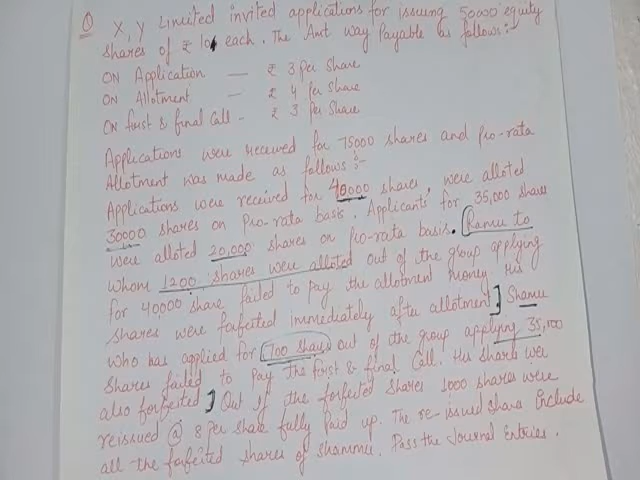 Q X, Y Limited invited applications for issuing 50000 equity
shares of ₹ 10 each. The Amt way Payable as follows:-
ON Application — ₹ 3 Per Share
ON Allotment — ₹ 4 Per Share
ON first & final Call - ₹ 3 Per Share
Applications were received for 75000 shares and Pro-rata
Allotment was made as follows :-
Applications were received for 40000 shares, were alloted
30000 shares on Pro-rata basis. Applicants for 35,000 share
were alloted 20,000 shares on Pro-rata basis. Ramu to
whom 1200 shares were alloted out of the group applying
for 40000 share failed to pay the allotment money. His
shares were forfeited immediately after allotment] Shamu
who has applied for 700 share out of the group applying 35,000
Shares failed to pay the first & final Call. His shares wer
also forfeited] Out of the forfeited Shares 1000 shares were
reissued @ 8 per share fully paid up. The re-issued share include
all the forfeited shares of shammu. Pass the Journal Entries.